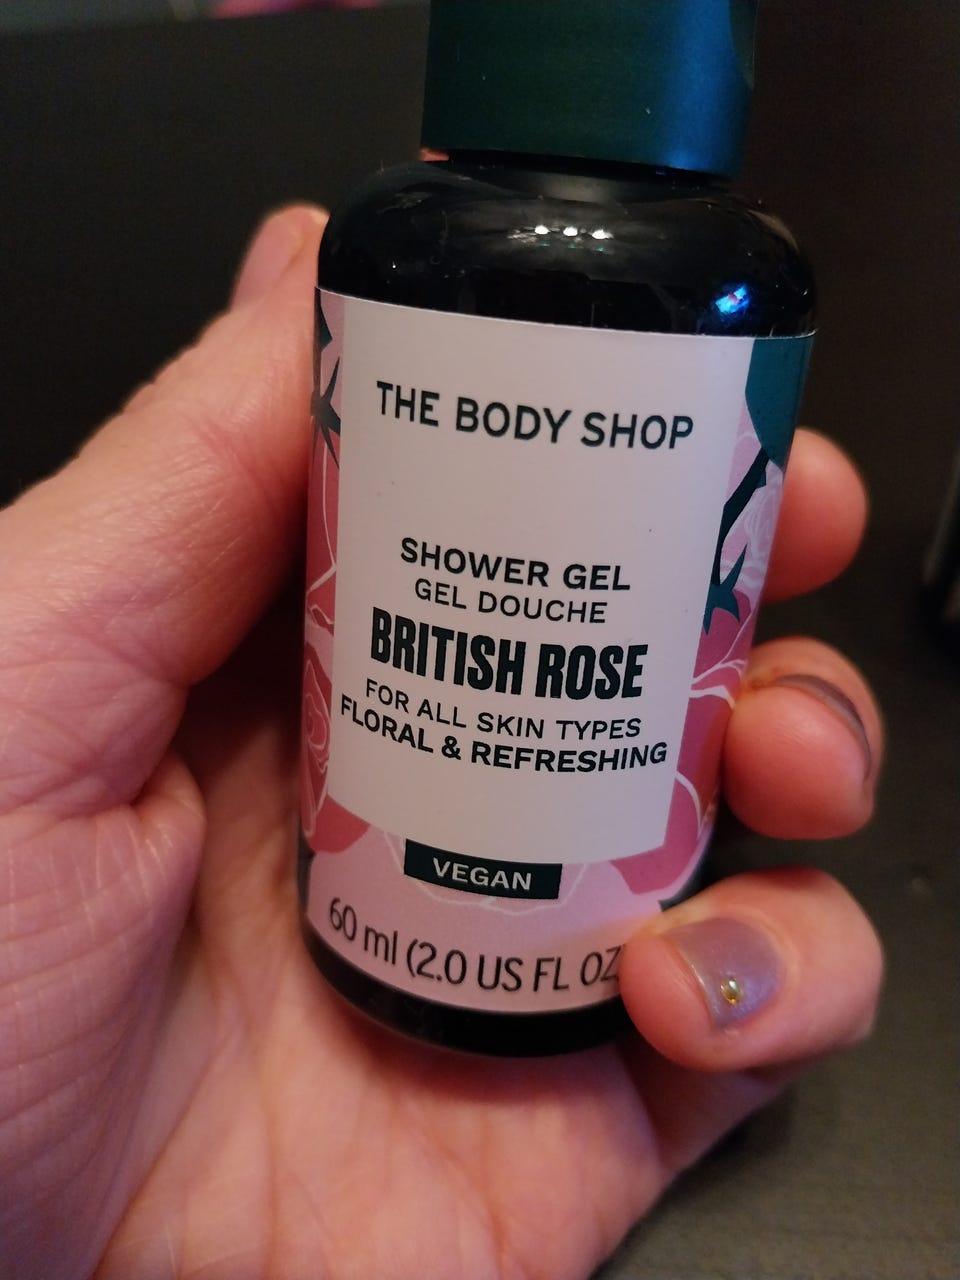 THE BODY SHOP
SHOWER GEL
GEL DOUCHE
BRITISH ROSE
FOR ALL SKIN TYPES
FLORAL & REFRESHING
VEGAN
60 ml (2.0 US FL OZ)